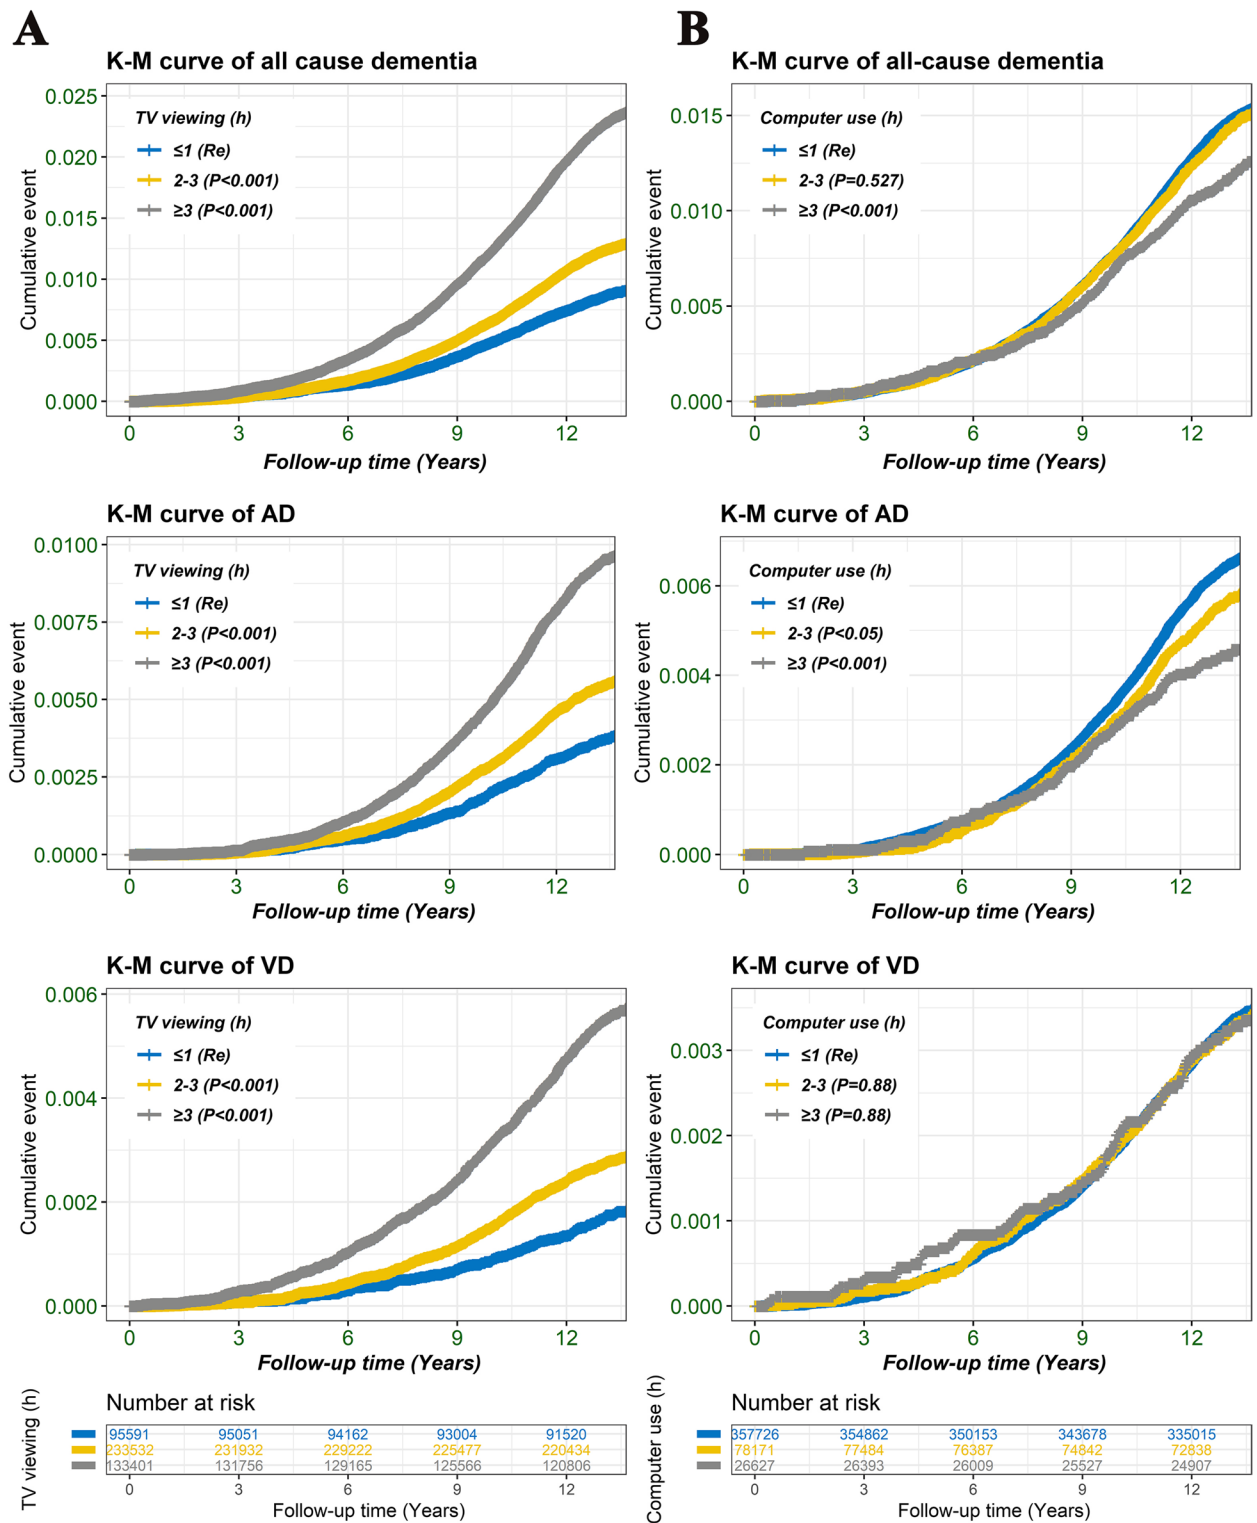 A
K-M curve of all cause dementia
Cumulative event
0.025
0.020
0.015
0.010
0.005
0.000
TV viewing (h)
≤1 (Re)
2-3 (P<0.001)
≥3 (P<0.001)
0 3 6 9 12
Follow-up time (Years)
K-M curve of AD
Cumulative event
0.0100
0.0075
0.0050
0.0025
0.0000
TV viewing (h)
≤1 (Re)
2-3 (P<0.001)
≥3 (P<0.001)
0 3 6 9 12
Follow-up time (Years)
K-M curve of VD
Cumulative event
0.006
0.004
0.002
0.000
TV viewing (h)
≤1 (Re)
2-3 (P<0.001)
≥3 (P<0.001)
0 3 6 9 12
Follow-up time (Years)
Number at risk
TV viewing (h)
95591 95051 94162 93004 91520
233532 231932 229222 225477 220434
133401 131756 129165 125566 120806
0 3 6 9 12
Follow-up time (Years)
B
K-M curve of all-cause dementia
Cumulative event
0.015
0.010
0.005
0.000
Computer use (h)
≤1 (Re)
2-3 (P=0.527)
≥3 (P<0.001)
0 3 6 9 12
Follow-up time (Years)
K-M curve of AD
Cumulative event
0.006
0.004
0.002
0.000
Computer use (h)
≤1 (Re)
2-3 (P<0.05)
≥3 (P<0.001)
0 3 6 9 12
Follow-up time (Years)
K-M curve of VD
Cumulative event
0.003
0.002
0.001
0.000
Computer use (h)
≤1 (Re)
2-3 (P=0.88)
≥3 (P=0.88)
0 3 6 9 12
Follow-up time (Years)
Number at risk
Computer use (h)
357726 354862 350153 343678 335015
78171 77484 76387 74842 72838
26627 26393 26009 25527 24907
0 3 6 9 12
Follow-up time (Years)